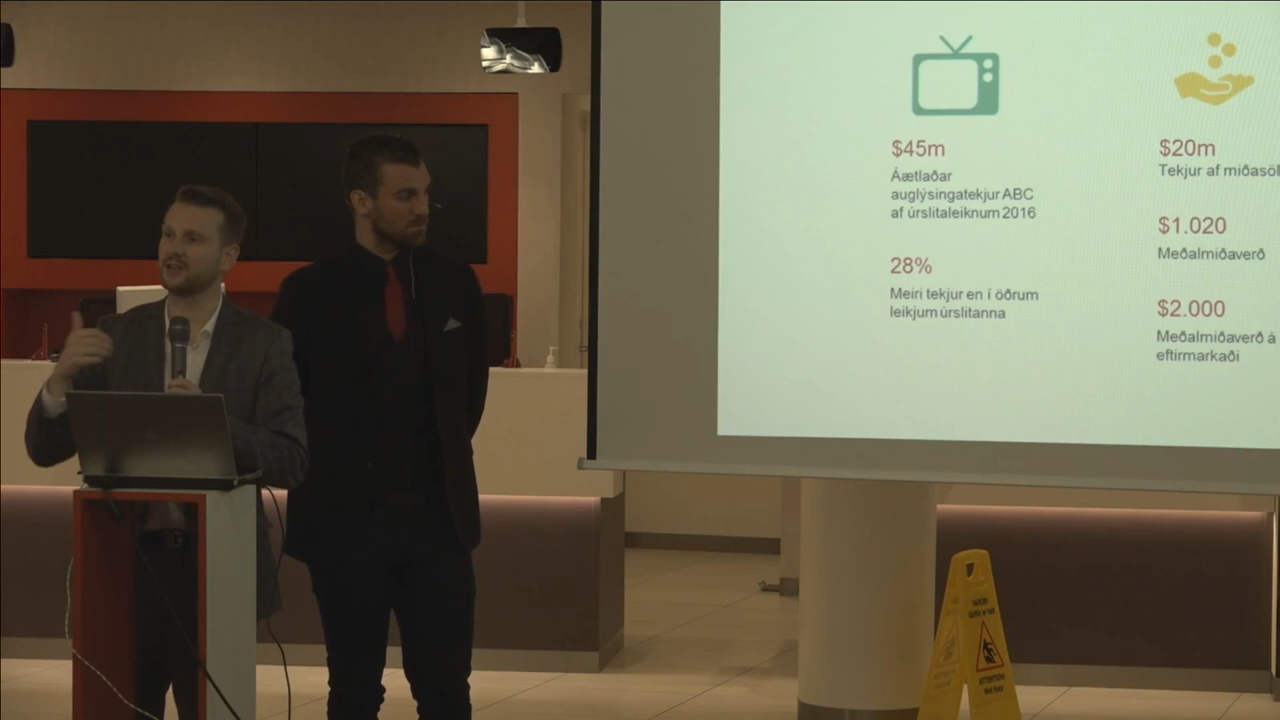 $45m
Áætlaðar
auglýsingatekjur ABC
af úrslitaleiknum 2016
28%
Meiri tekjur en í öðrum
leikjum úrslitanna
$20m
Tekjur af miðasöl
$1.020
Meðalmiðaverð
$2.000
Meðalmiðaverð á
eftirmarkaði